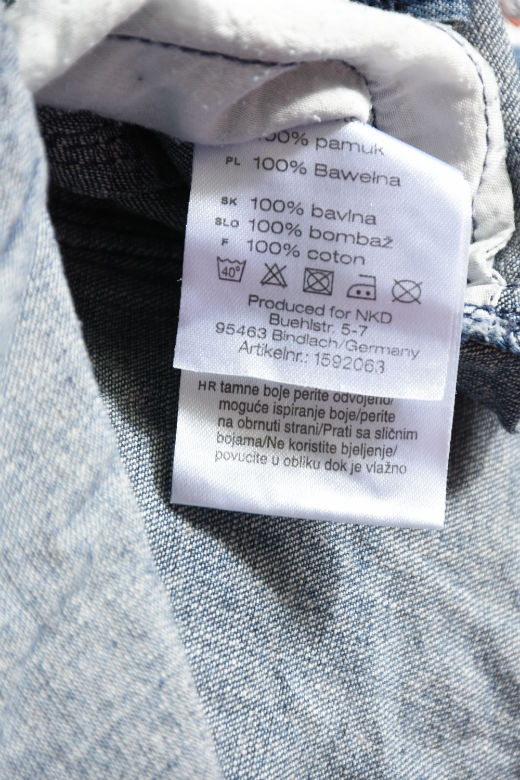 100% pamuk
PL 100% Bawełna
SK 100% bavlna
SLO 100% bombaž
F 100% coton
40°
Produced for NKD
Buehlstr. 5-7
95463 Bindlach/Germany
Artikelnr.: 1592063
HR tamne boje perite odvojeno/
moguće ispiranje boje/perite
na obrnuti strani/Prati sa sličnim
bojama/Ne koristite bjeljenje/
povucite u obliku dok je vlažno